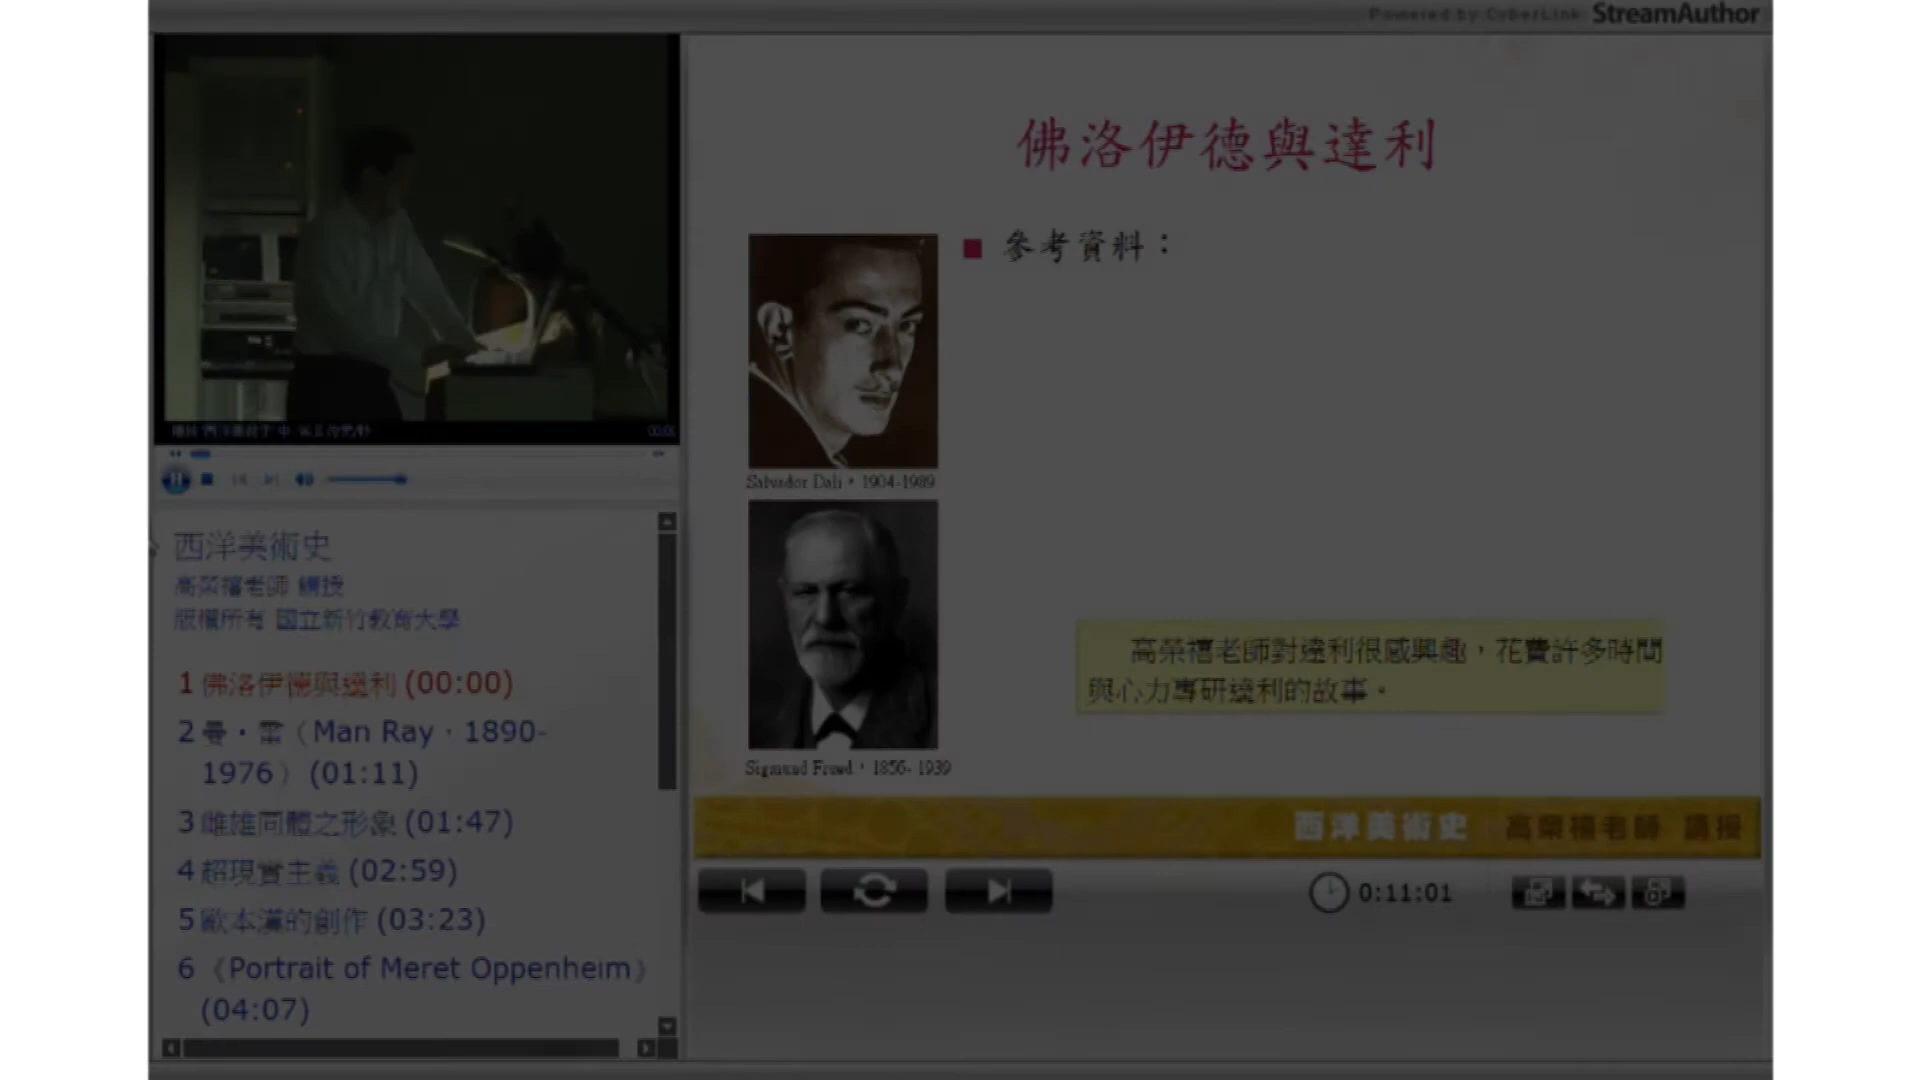 Powered by CyberLink StreamAuthor
佛洛伊德與達利
參考資料：
Salvador Dali，1904-1989
Sigmund Freud，1856- 1939
高榮禧老師對達利很感興趣，花費許多時間
與心力專研達利的故事。
西洋美術史 高榮禧老師 講授
0:11:01
西洋美術史
高榮禧老師 講授
版權所有 國立新竹教育大學
1 佛洛伊德與達利 (00:00)
2 曼・雷（Man Ray，1890-
1976）(01:11)
3 雌雄同體之形象 (01:47)
4 超現實主義 (02:59)
5 歐本漢的創作 (03:23)
6 《Portrait of Meret Oppenheim》
(04:07)